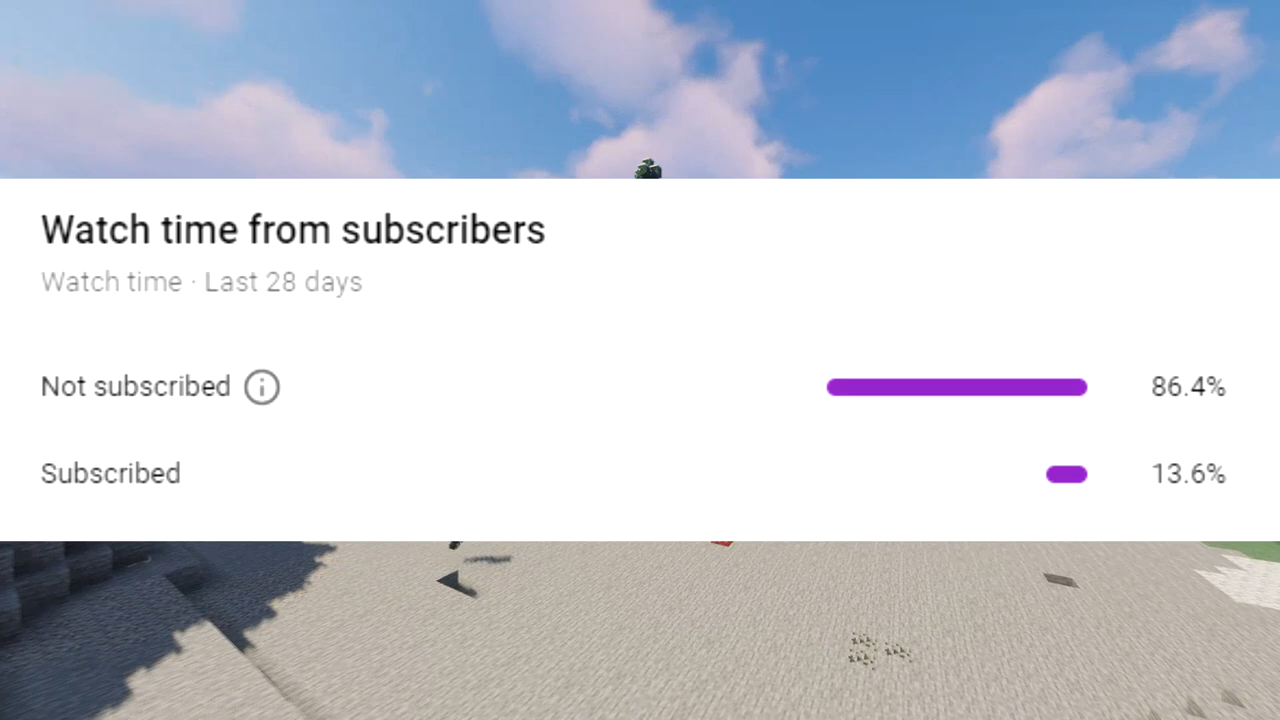 Watch time from subscribers
Watch time · Last 28 days
Not subscribed 86.4%
Subscribed 13.6%